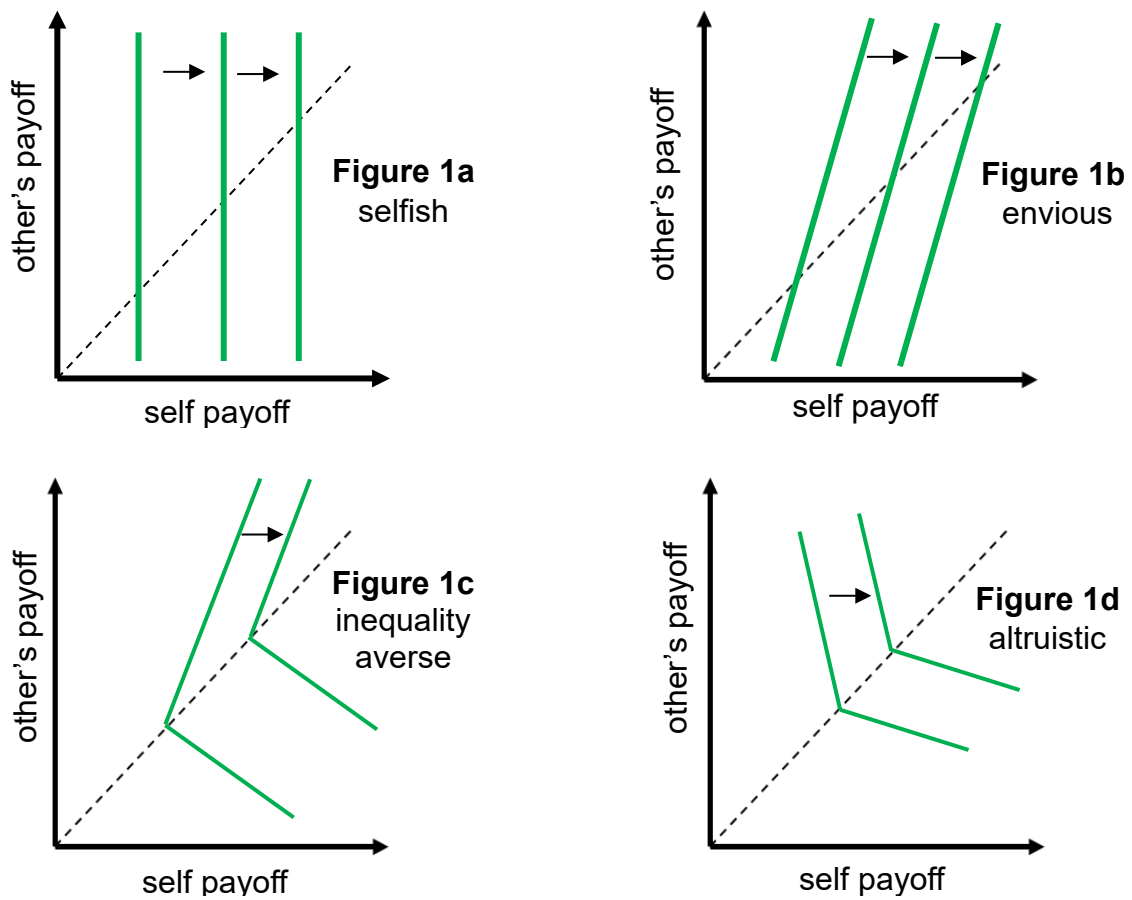 other's payoff
Figure 1a
selfish
self payoff
other's payoff
Figure 1b
envious
self payoff
other's payoff
Figure 1c
inequality
averse
self payoff
other's payoff
Figure 1d
altruistic
self payoff